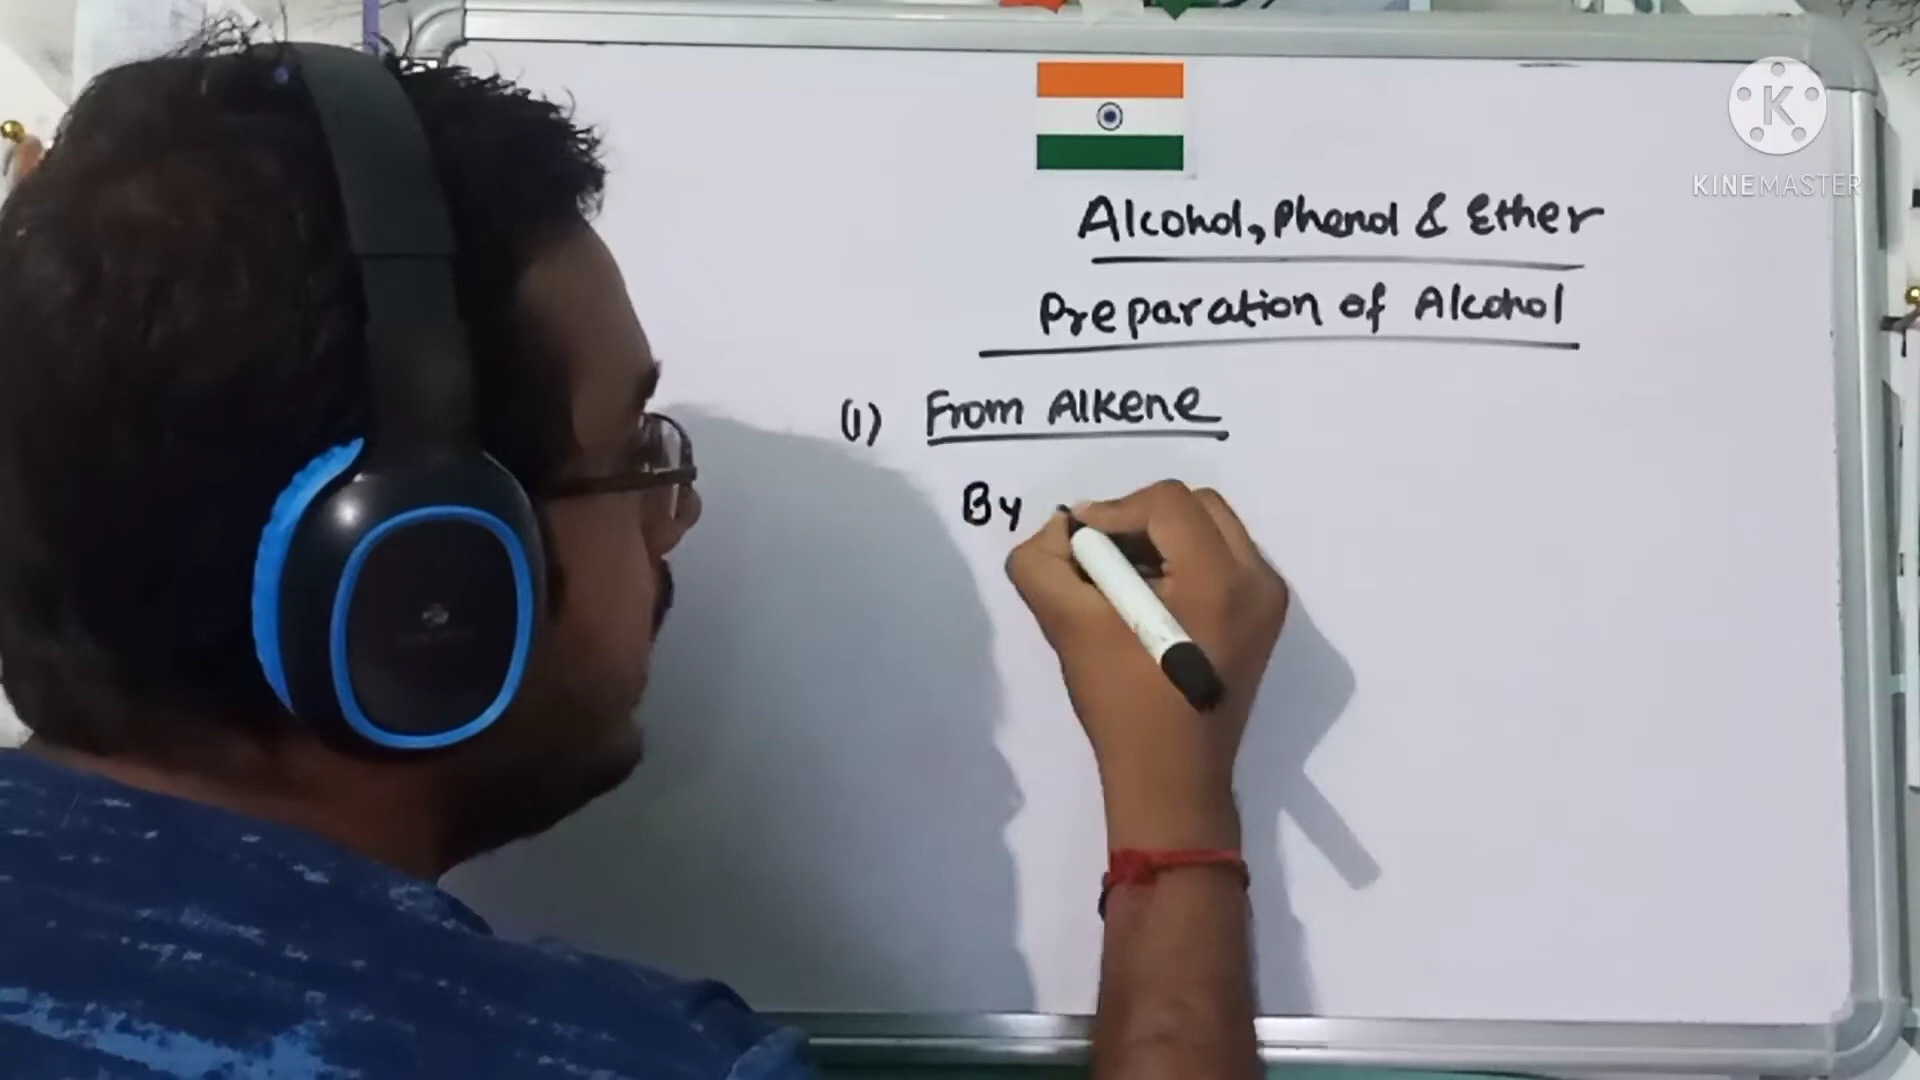 KINEMASTER
Alcohol, Phenol & Ether
Preparation of Alcohol
(1) From Alkene
By